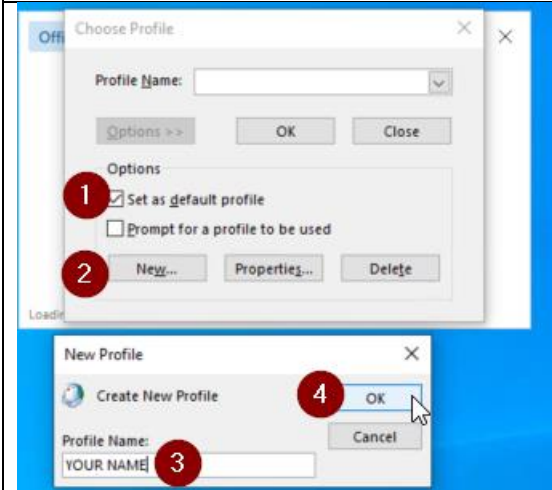 Offi
Choose Profile
Profile Name:
Options >>
OK
Close
Options
1
Set as default profile
Prompt for a profile to be used
2
New...
Properties...
Delete
Loadin
New Profile
Create New Profile
4
OK
Profile Name:
Cancel
YOUR NAME
3